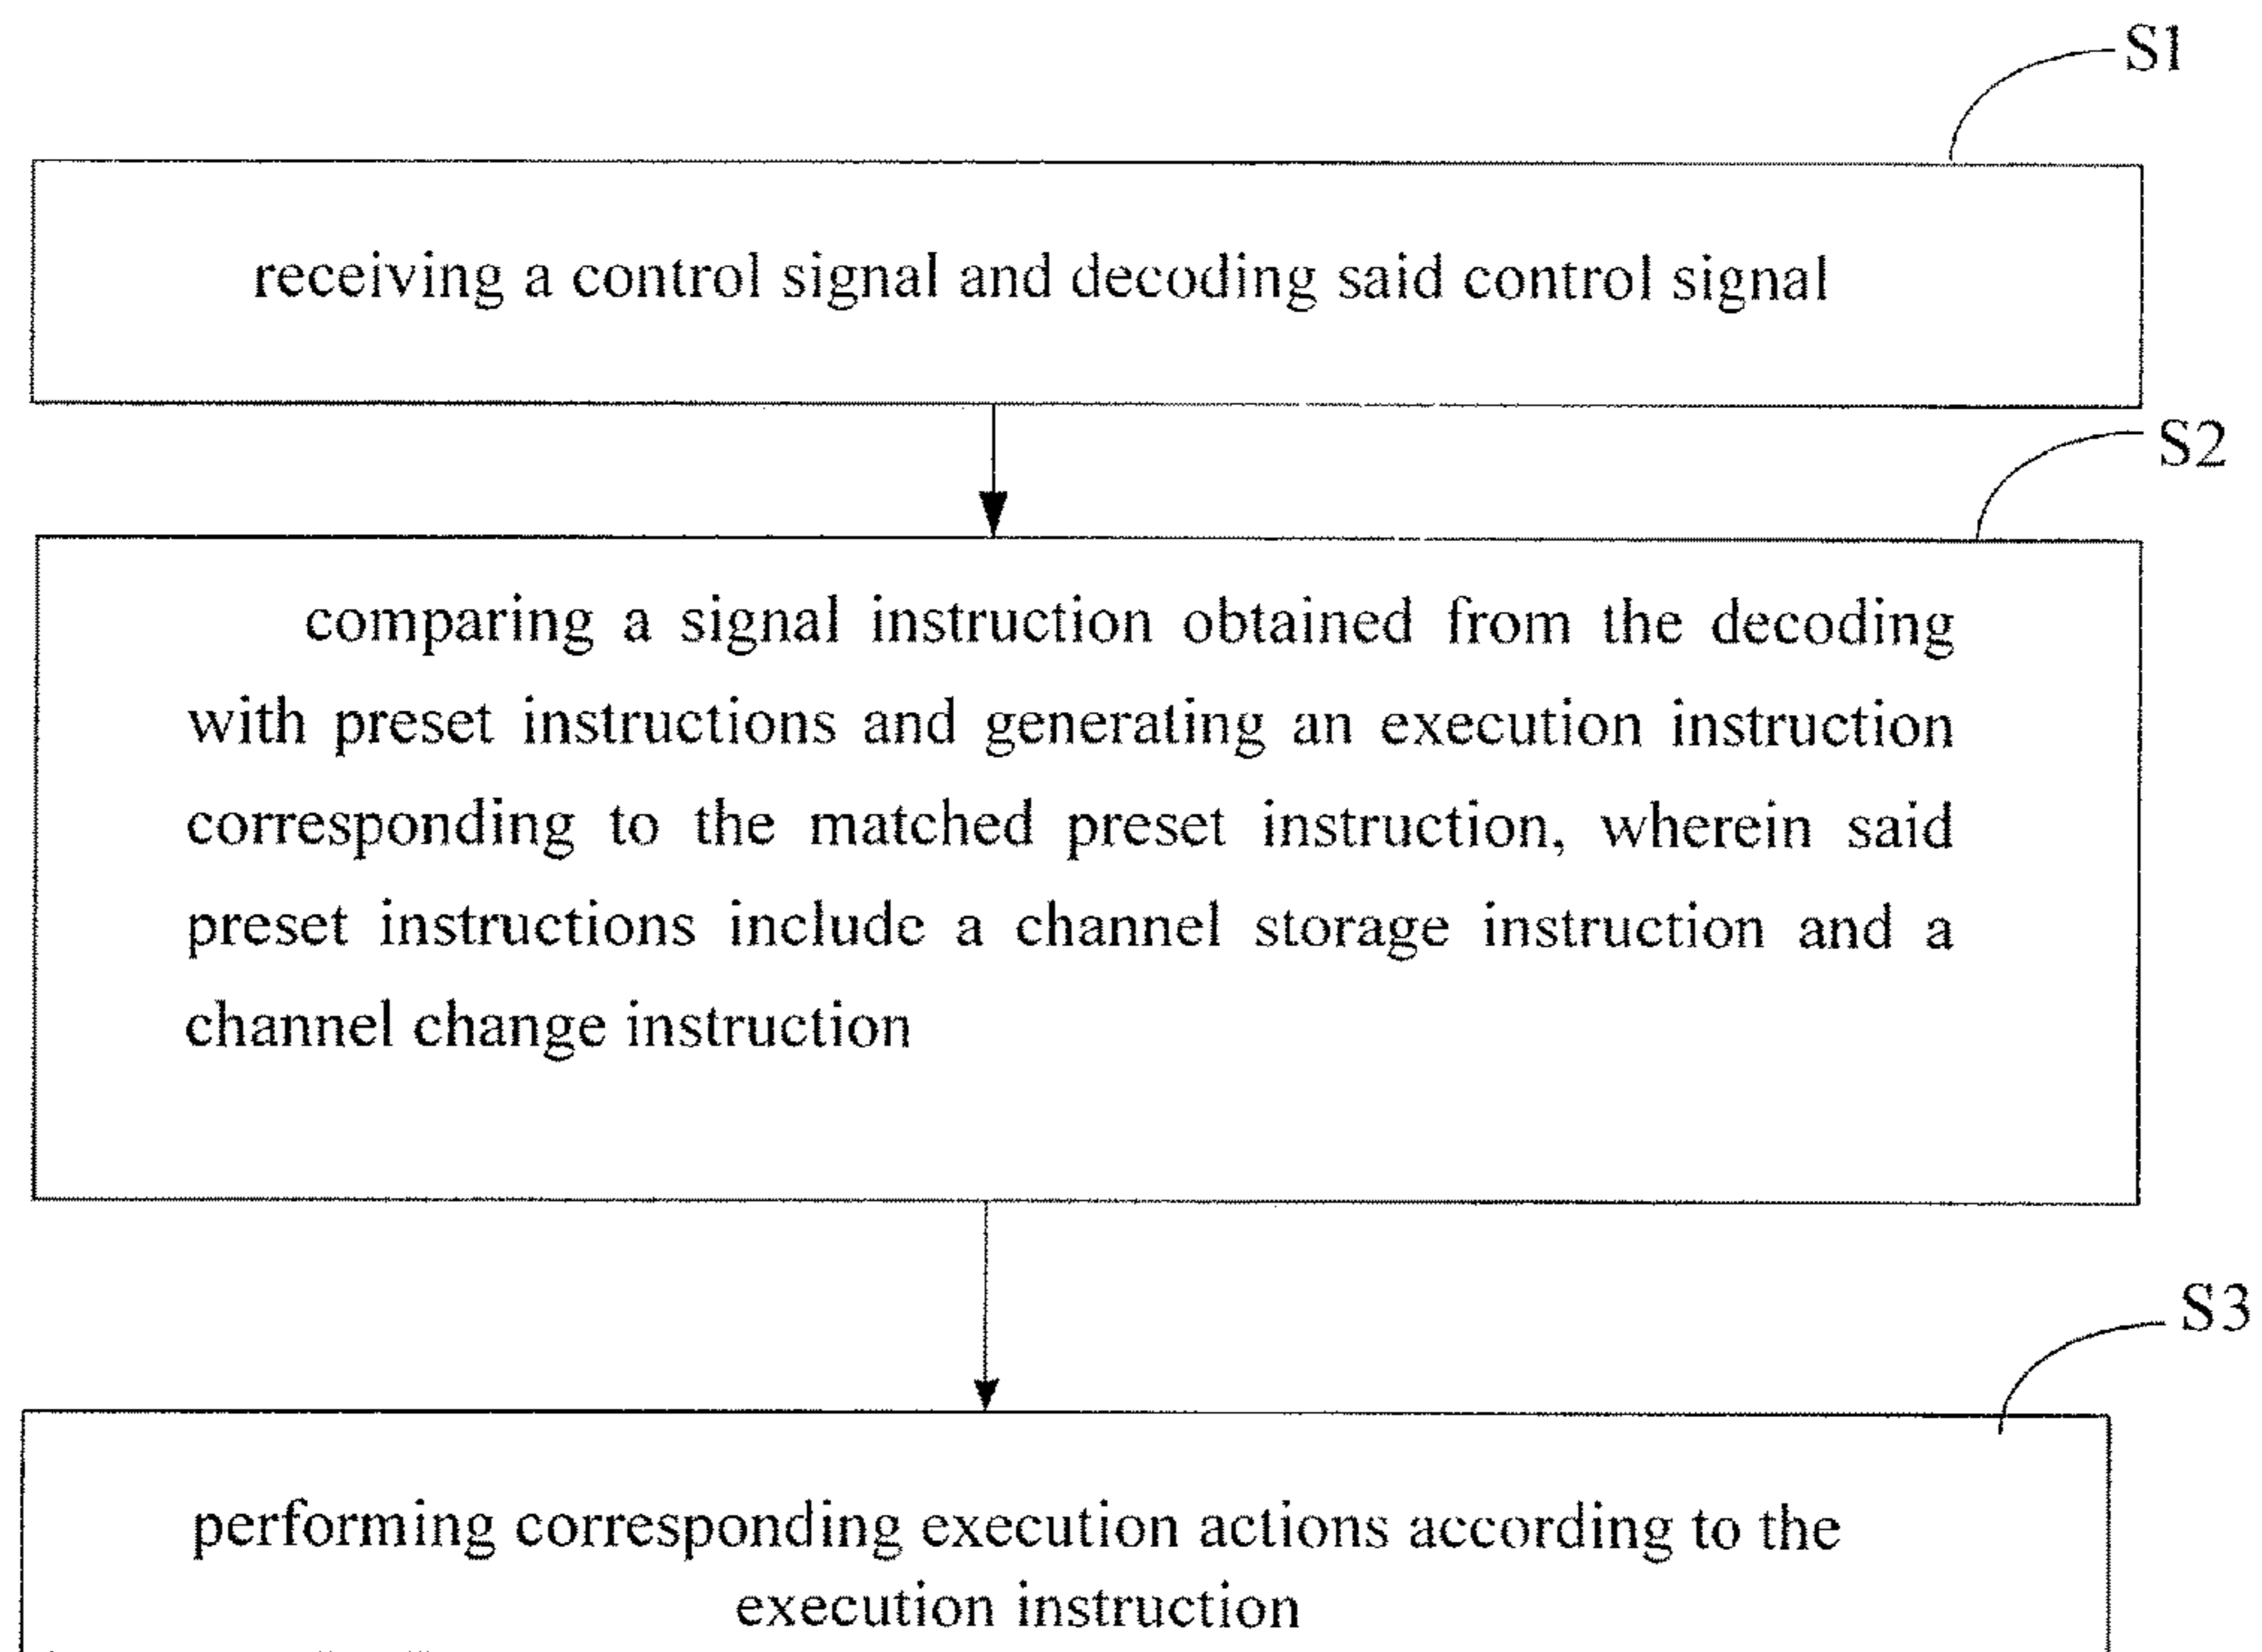 S1
receiving a control signal and decoding said control signal
S2
comparing a signal instruction obtained from the decoding
with preset instructions and generating an execution instruction
corresponding to the matched preset instruction, wherein said
preset instructions include a channel storage instruction and a
channel change instruction
S3
performing corresponding execution actions according to the
execution instruction